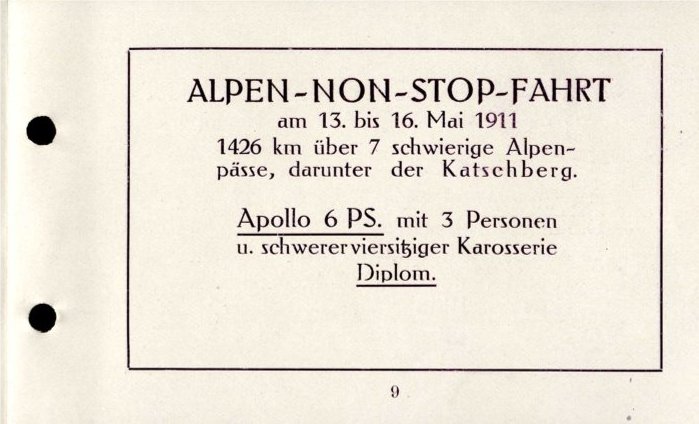 ALPEN-NON-STOP-FAHRT
am 13. bis 16. Mai 1911
1426 km über 7 schwierige Alpen-
pässe, darunter der Katschberg.
Apollo 6 PS. mit 3 Personen
u. schwerer viersitziger Karosserie
Diplom.
9